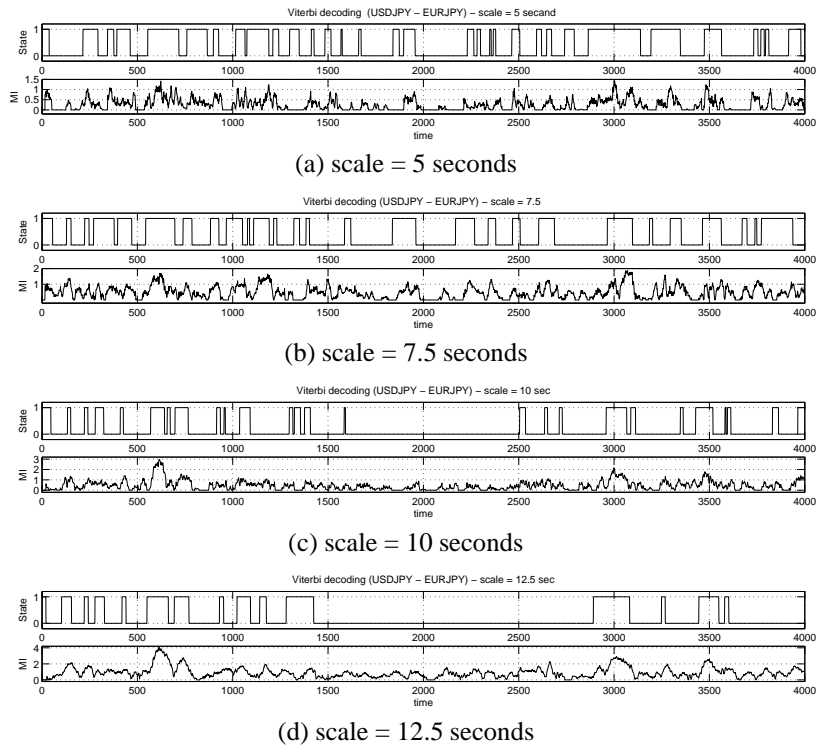 Viterbi decoding (USDJPY − EURJPY) − scale = 5 secand
State
1
0
0 500 1000 1500 2000 2500 3000 3500 4000
MI
1.5
1
0.5
0
0 500 1000 1500 2000 2500 3000 3500 4000
time
(a) scale = 5 seconds
Viterbi decoding (USDJPY − EURJPY) − scale = 7.5
State
1
0
0 500 1000 1500 2000 2500 3000 3500 4000
MI
2
1
0 500 1000 1500 2000 2500 3000 3500 4000
time
(b) scale = 7.5 seconds
Viterbi decoding (USDJPY − EURJPY) − scale = 10 sec
State
1
0
0 500 1000 1500 2000 2500 3000 3500 4000
MI
3
2
1
0
0 500 1000 1500 2000 2500 3000 3500 4000
time
(c) scale = 10 seconds
Viterbi decoding (USDJPY − EURJPY) − scale = 12.5 sec
State
1
0
0 500 1000 1500 2000 2500 3000 3500 4000
MI
4
2
0
0 500 1000 1500 2000 2500 3000 3500 4000
time
(d) scale = 12.5 seconds